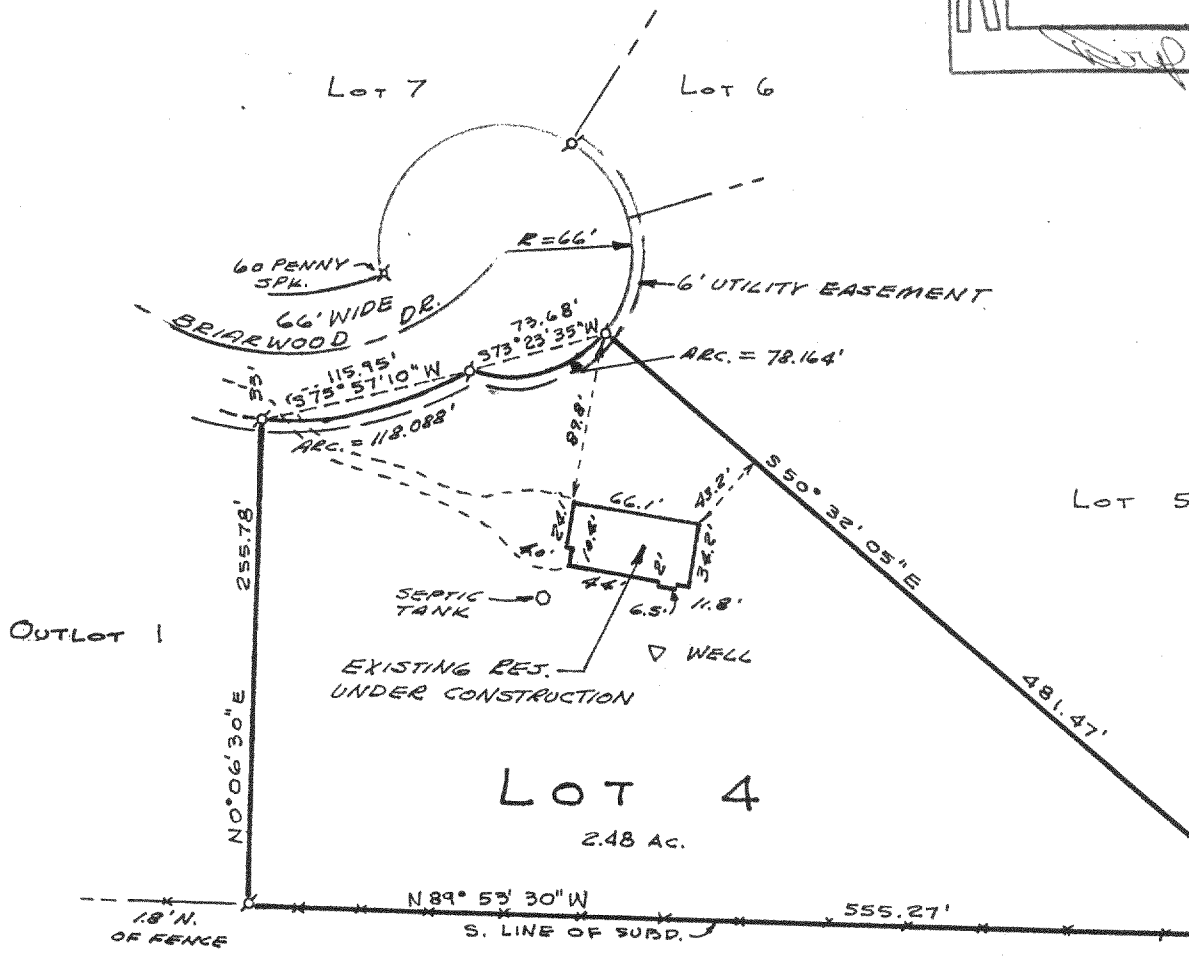 LOT 7
LOT 6
R=66'
60 PENNY
SPK.
6' UTILITY EASEMENT
66' WIDE
BRIARWOOD DR.
73.68'
S73°23'35"W
ARC. = 78.164'
115.95'
S75°57'10"W
33'
ARC. = 118.088'
89.8'
S 50° 32' 05" E
481.47'
LOT 5
255.78'
N0°06'30"E
66.1'
43.2'
24.1'
34.2'
2'
44'
6.5'
11.8'
SEPTIC
TANK
WELL
OUTLOT 1
EXISTING RES.
UNDER CONSTRUCTION
LOT 4
2.48 AC.
N 89° 53' 30" W
555.27'
1.8' N.
OF FENCE
S. LINE OF SUBD.